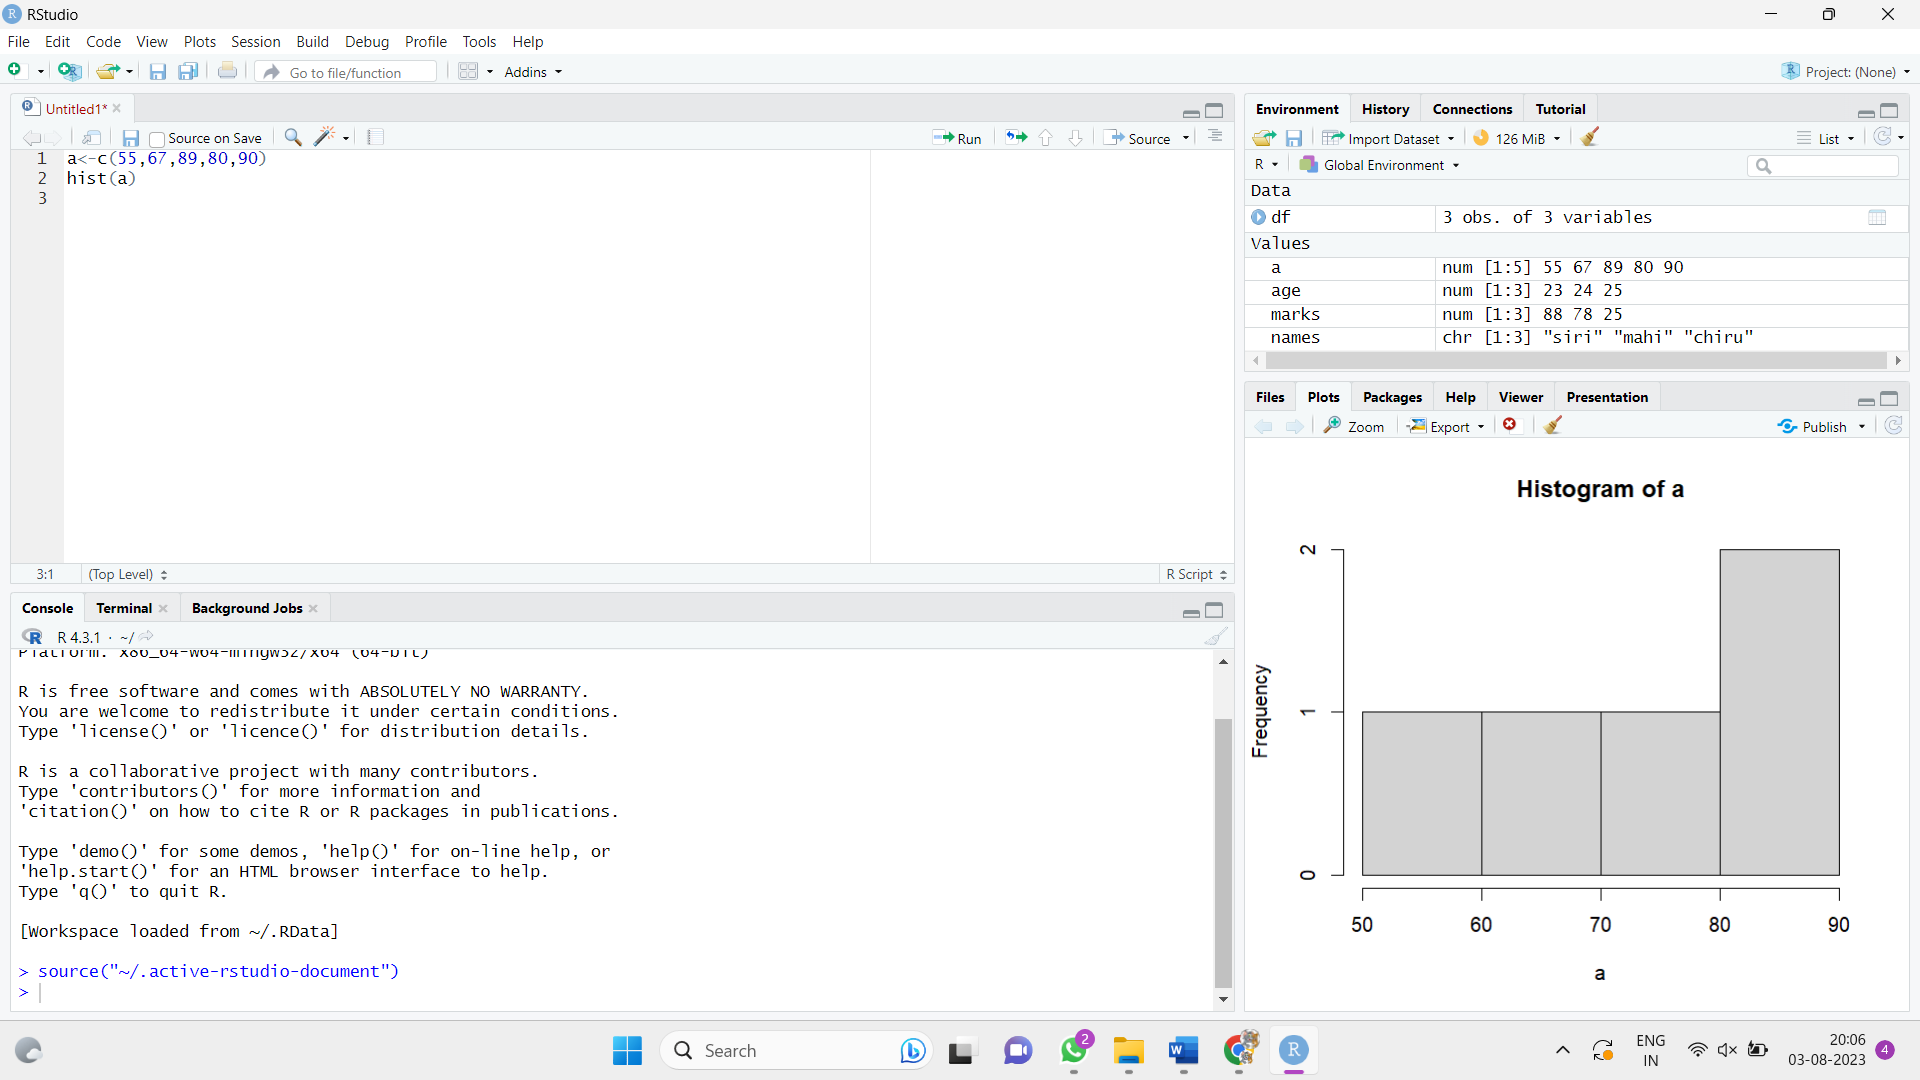 RStudio
File Edit Code View Plots Session Build Debug Profile Tools Help
Go to file/function Addins Project: (None)
Untitled1*
Source on Save Run Source
1 a<-c(55,67,89,80,90)
2 hist(a)
3
3:1 (Top Level) R Script
Console Terminal Background Jobs
R 4.3.1 · ~/
Platform: x86_64-w64-mingw32/x64 (64-bit)
R is free software and comes with ABSOLUTELY NO WARRANTY.
You are welcome to redistribute it under certain conditions.
Type 'license()' or 'licence()' for distribution details.
R is a collaborative project with many contributors.
Type 'contributors()' for more information and
'citation()' on how to cite R or R packages in publications.
Type 'demo()' for some demos, 'help()' for on-line help, or
'help.start()' for an HTML browser interface to help.
Type 'q()' to quit R.
[Workspace loaded from ~/.RData]
> source("~/.active-rstudio-document")
>
Environment History Connections Tutorial
Import Dataset 126 MiB List
R Global Environment
Data
df 3 obs. of 3 variables
Values
a num [1:5] 55 67 89 80 90
age num [1:3] 23 24 25
marks num [1:3] 88 78 25
names chr [1:3] "siri" "mahi" "chiru"
Files Plots Packages Help Viewer Presentation
Zoom Export Publish
Histogram of a
Frequency
2
1
0
50 60 70 80 90
a
Search
2
ENG
IN
20:06
03-08-2023
4